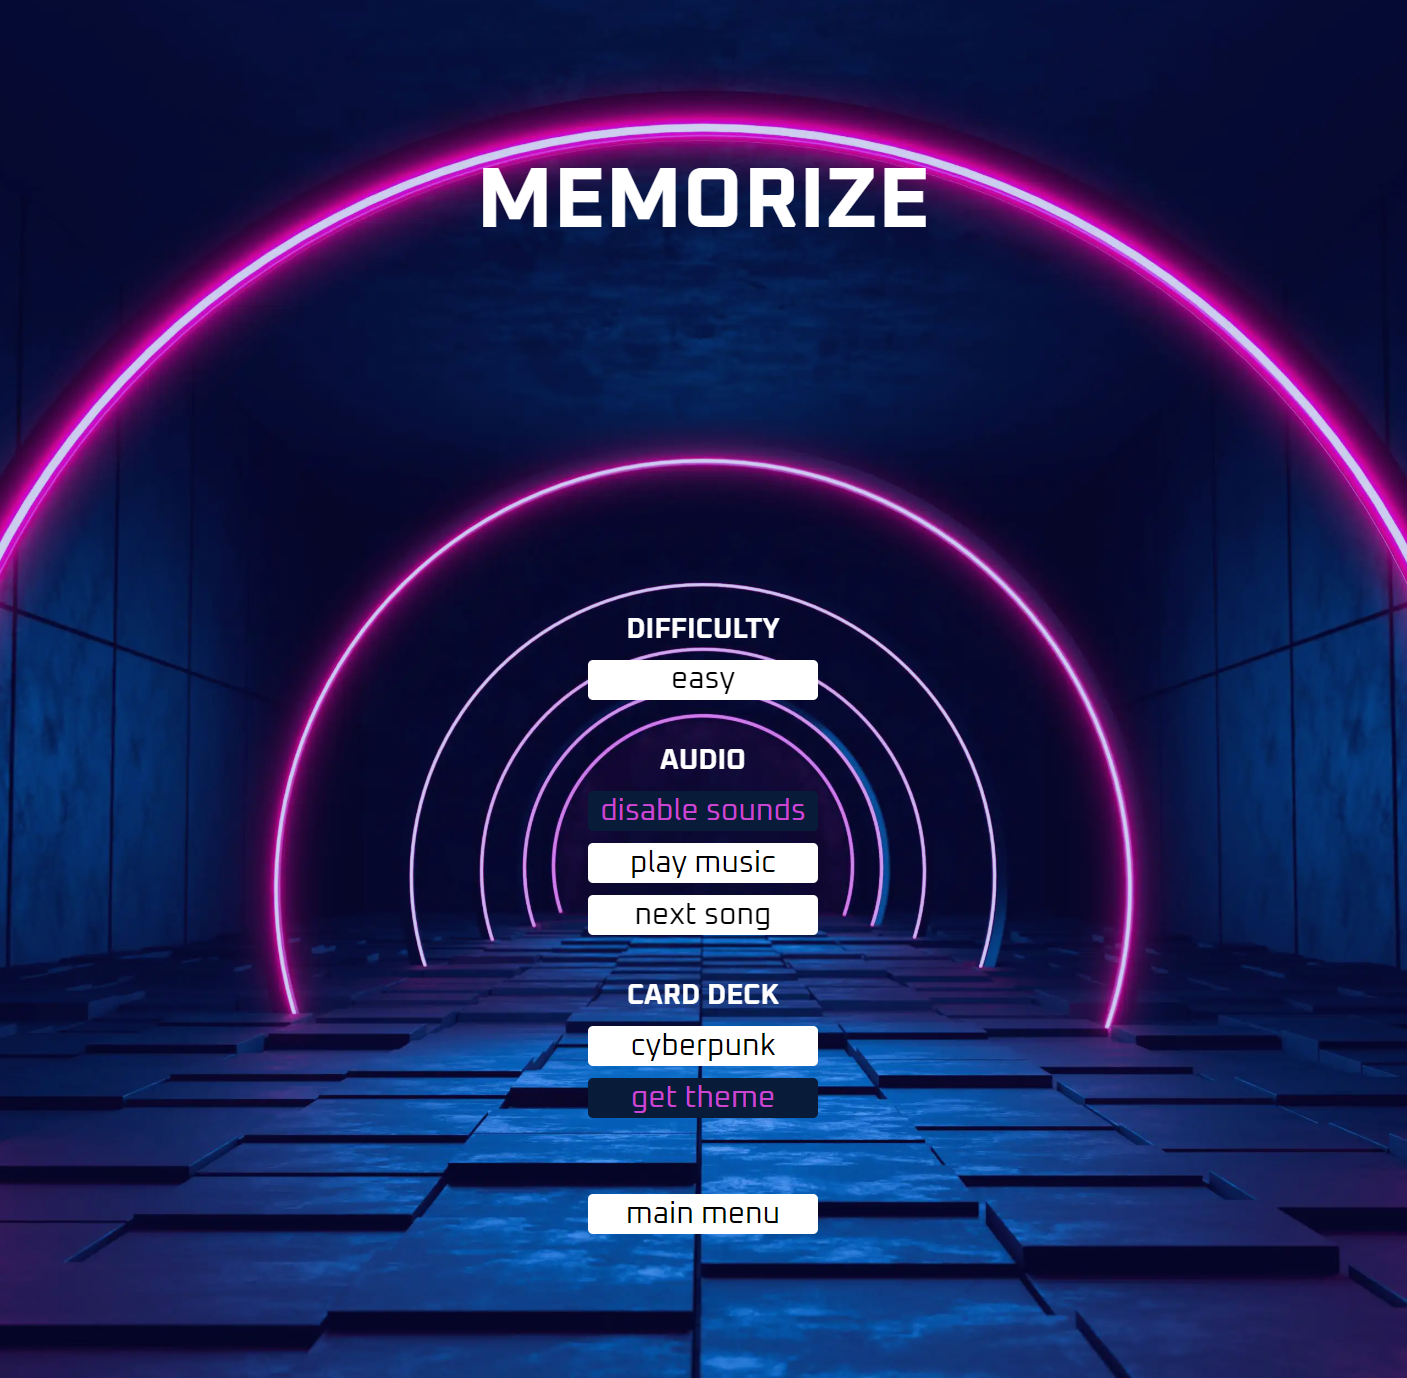 MEMORIZE
DIFFICULTY
easy
AUDIO
disable sounds
play music
next song
CARD DECK
cyberpunk
get theme
main menu